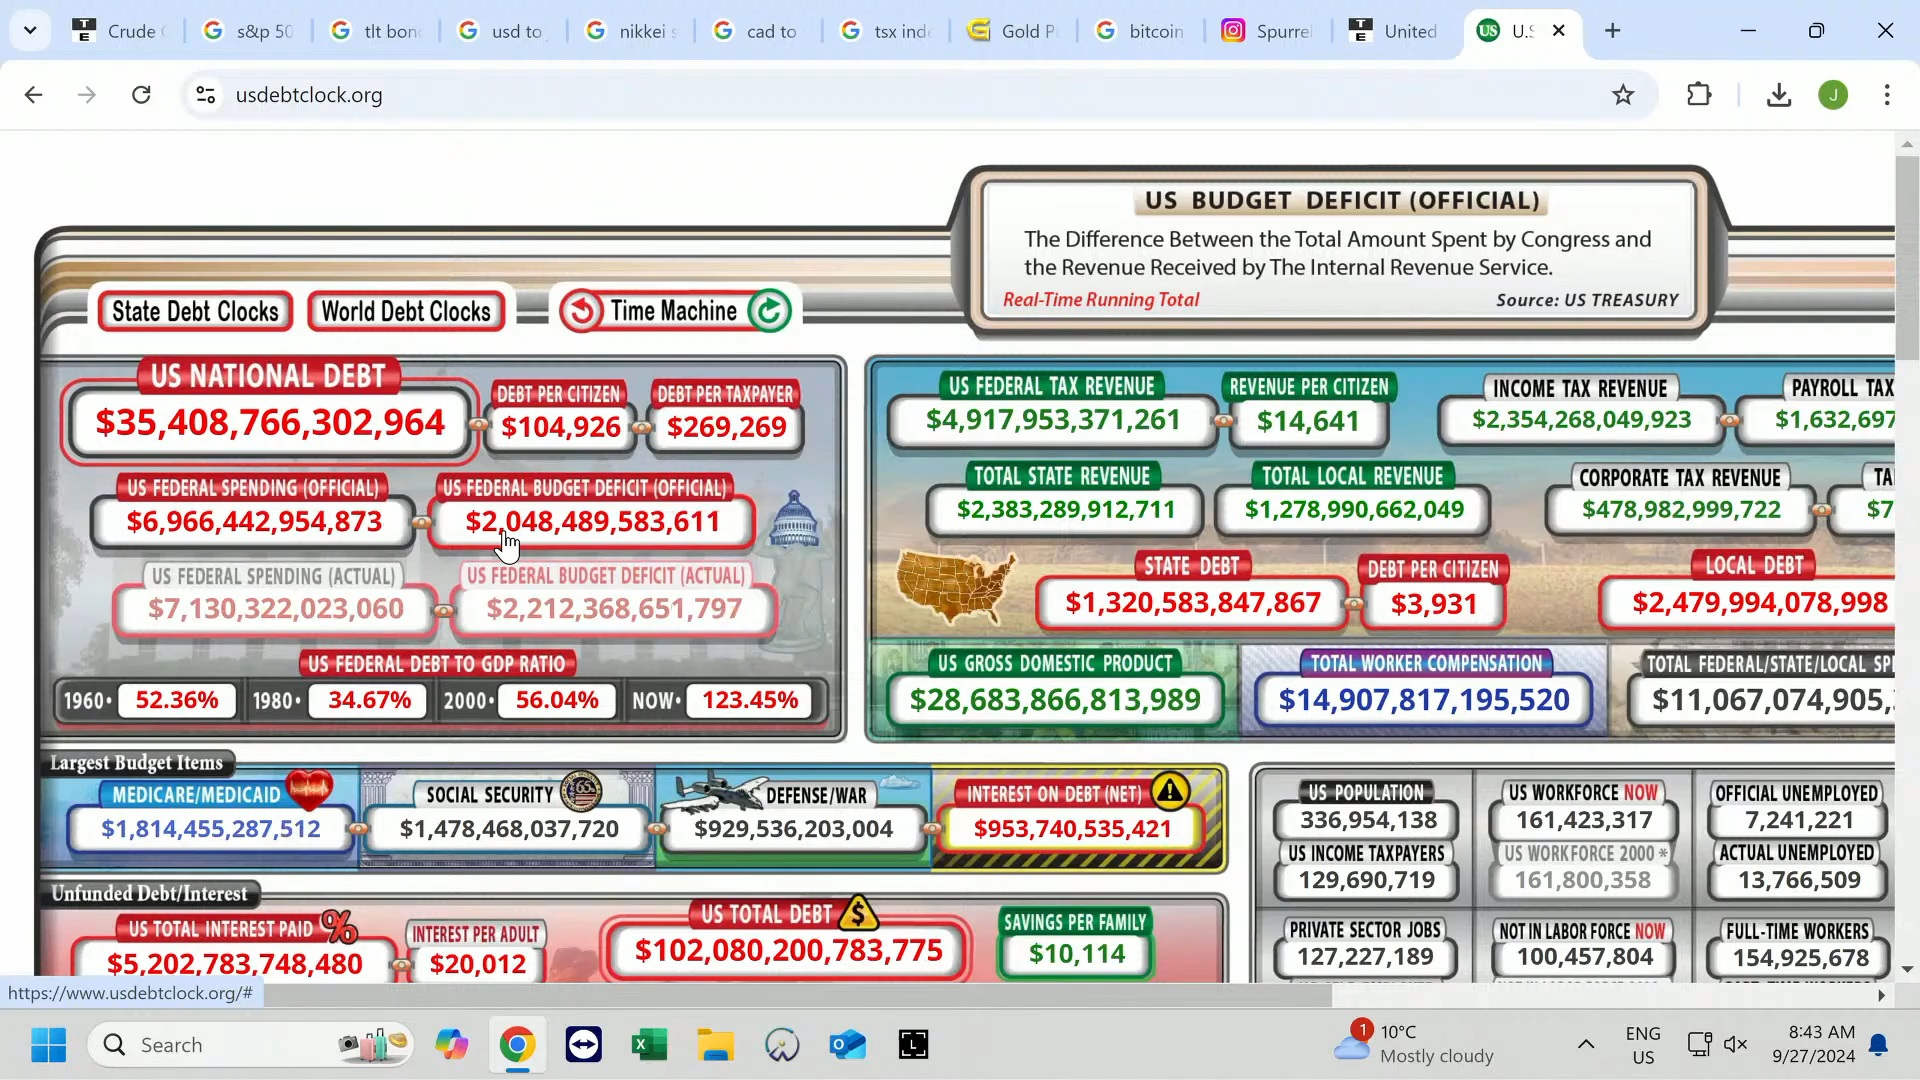 Crude
s&p 50
tlt bon
usd to
nikkei
cad to
tsx ind
Gold P
bitcoin
Spurre
United
US
U.S
usdebtclock.org
J
US BUDGET DEFICIT (OFFICIAL)
The Difference Between the Total Amount Spent by Congress and
the Revenue Received by The Internal Revenue Service.
Real-Time Running Total
Source: US TREASURY
State Debt Clocks
World Debt Clocks
Time Machine
US NATIONAL DEBT
$35,408,766,302,964
DEBT PER CITIZEN
$104,926
DEBT PER TAXPAYER
$269,269
US FEDERAL SPENDING (OFFICIAL)
$6,966,442,954,873
US FEDERAL BUDGET DEFICIT (OFFICIAL)
$2,048,489,583,611
US FEDERAL SPENDING (ACTUAL)
$7,130,322,023,060
US FEDERAL BUDGET DEFICIT (ACTUAL)
$2,212,368,651,797
US FEDERAL DEBT TO GDP RATIO
1960• 52.36% 1980• 34.67% 2000• 56.04% NOW• 123.45%
US FEDERAL TAX REVENUE
$4,917,953,371,261
REVENUE PER CITIZEN
$14,641
INCOME TAX REVENUE
$2,354,268,049,923
PAYROLL TAX
$1,632,697
TOTAL STATE REVENUE
$2,383,289,912,711
TOTAL LOCAL REVENUE
$1,278,990,662,049
CORPORATE TAX REVENUE
$478,982,999,722
TA
$7
STATE DEBT
$1,320,583,847,867
DEBT PER CITIZEN
$3,931
LOCAL DEBT
$2,479,994,078,998
US GROSS DOMESTIC PRODUCT
$28,683,866,813,989
TOTAL WORKER COMPENSATION
$14,907,817,195,520
TOTAL FEDERAL/STATE/LOCAL SP
$11,067,074,905,
Largest Budget Items
MEDICARE/MEDICAID
$1,814,455,287,512
SOCIAL SECURITY
$1,478,468,037,720
DEFENSE/WAR
$929,536,203,004
INTEREST ON DEBT (NET)
$953,740,535,421
Unfunded Debt/Interest
US TOTAL INTEREST PAID %
$5,202,783,748,480
INTEREST PER ADULT
$20,012
US TOTAL DEBT $
$102,080,200,783,775
SAVINGS PER FAMILY
$10,114
US POPULATION
336,954,138
US WORKFORCE NOW
161,423,317
OFFICIAL UNEMPLOYED
7,241,221
US INCOME TAXPAYERS
129,690,719
US WORKFORCE 2000 *
161,800,358
ACTUAL UNEMPLOYED
13,766,509
PRIVATE SECTOR JOBS
127,227,189
NOT IN LABOR FORCE NOW
100,457,804
FULL-TIME WORKERS
154,925,678
https://www.usdebtclock.org/#
Search
1
10°C
Mostly cloudy
ENG
US
8:43 AM
9/27/2024